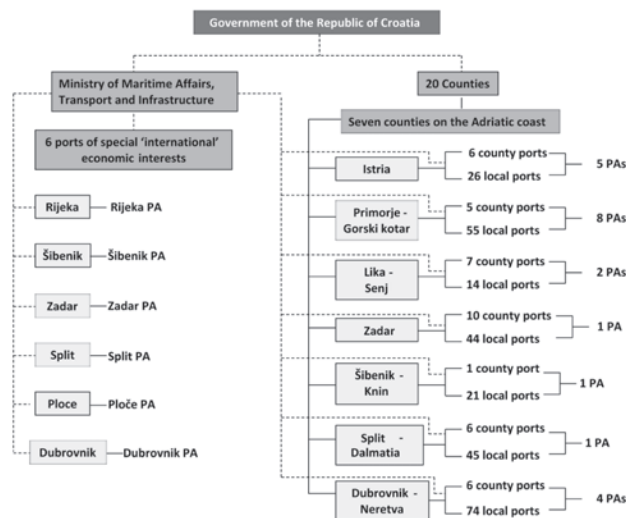 Government of the Republic of Croatia
Ministry of Maritime Affairs,
Transport and Infrastructure
6 ports of special 'international'
economic interests
Rijeka
Rijeka PA
Šibenik
Šibenik PA
Zadar
Zadar PA
Split
Split PA
Ploce
Ploče PA
Dubrovnik
Dubrovnik PA
20 Counties
Seven counties on the Adriatic coast
Istria
6 county ports
26 local ports
5 PAs
Primorje -
Gorski kotar
5 county ports
55 local ports
8 PAs
Lika -
Senj
7 county ports
14 local ports
2 PAs
Zadar
10 county ports
44 local ports
1 PA
Šibenik -
Knin
1 county port
21 local ports
1 PA
Split -
Dalmatia
6 county ports
45 local ports
1 PA
Dubrovnik -
Neretva
6 county ports
74 local ports
4 PAs